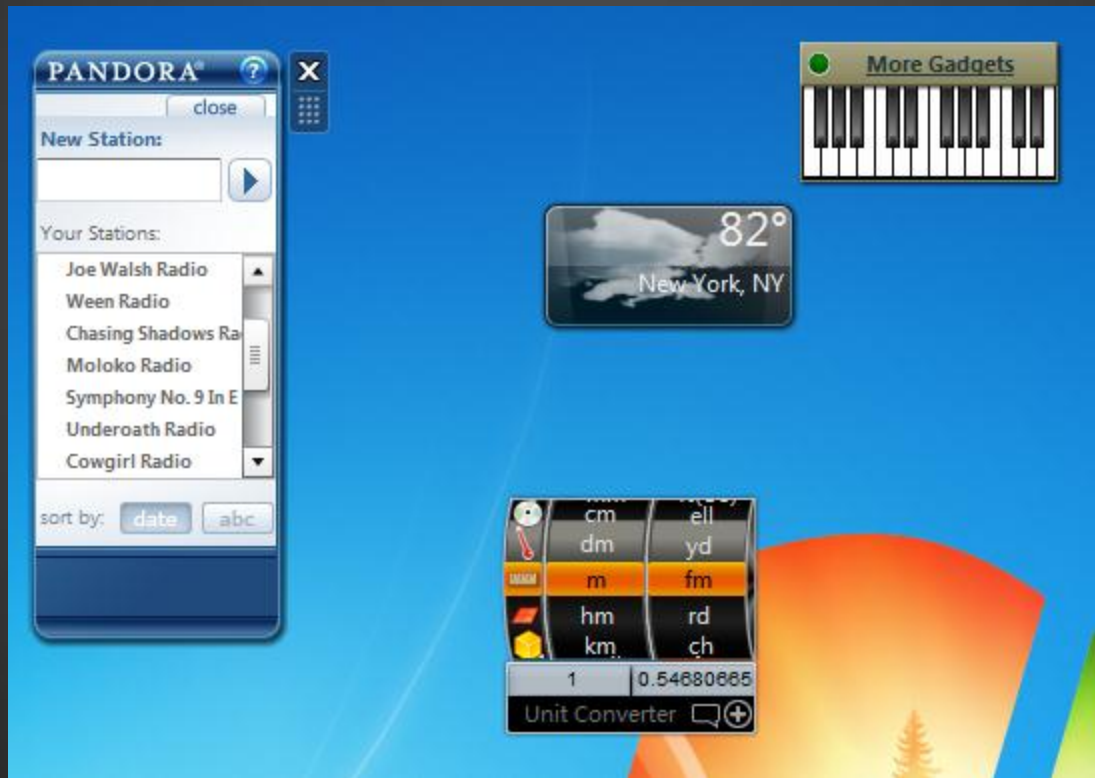 PANDORA®
?
X
close
New Station:
Your Stations:
Joe Walsh Radio
Ween Radio
Chasing Shadows Ra
Moloko Radio
Symphony No. 9 In E
Underoath Radio
Cowgirl Radio
sort by: date abc
More Gadgets
82°
New York, NY
cm ell
dm yd
m fm
hm rd
km ch
1 0.54680665
Unit Converter